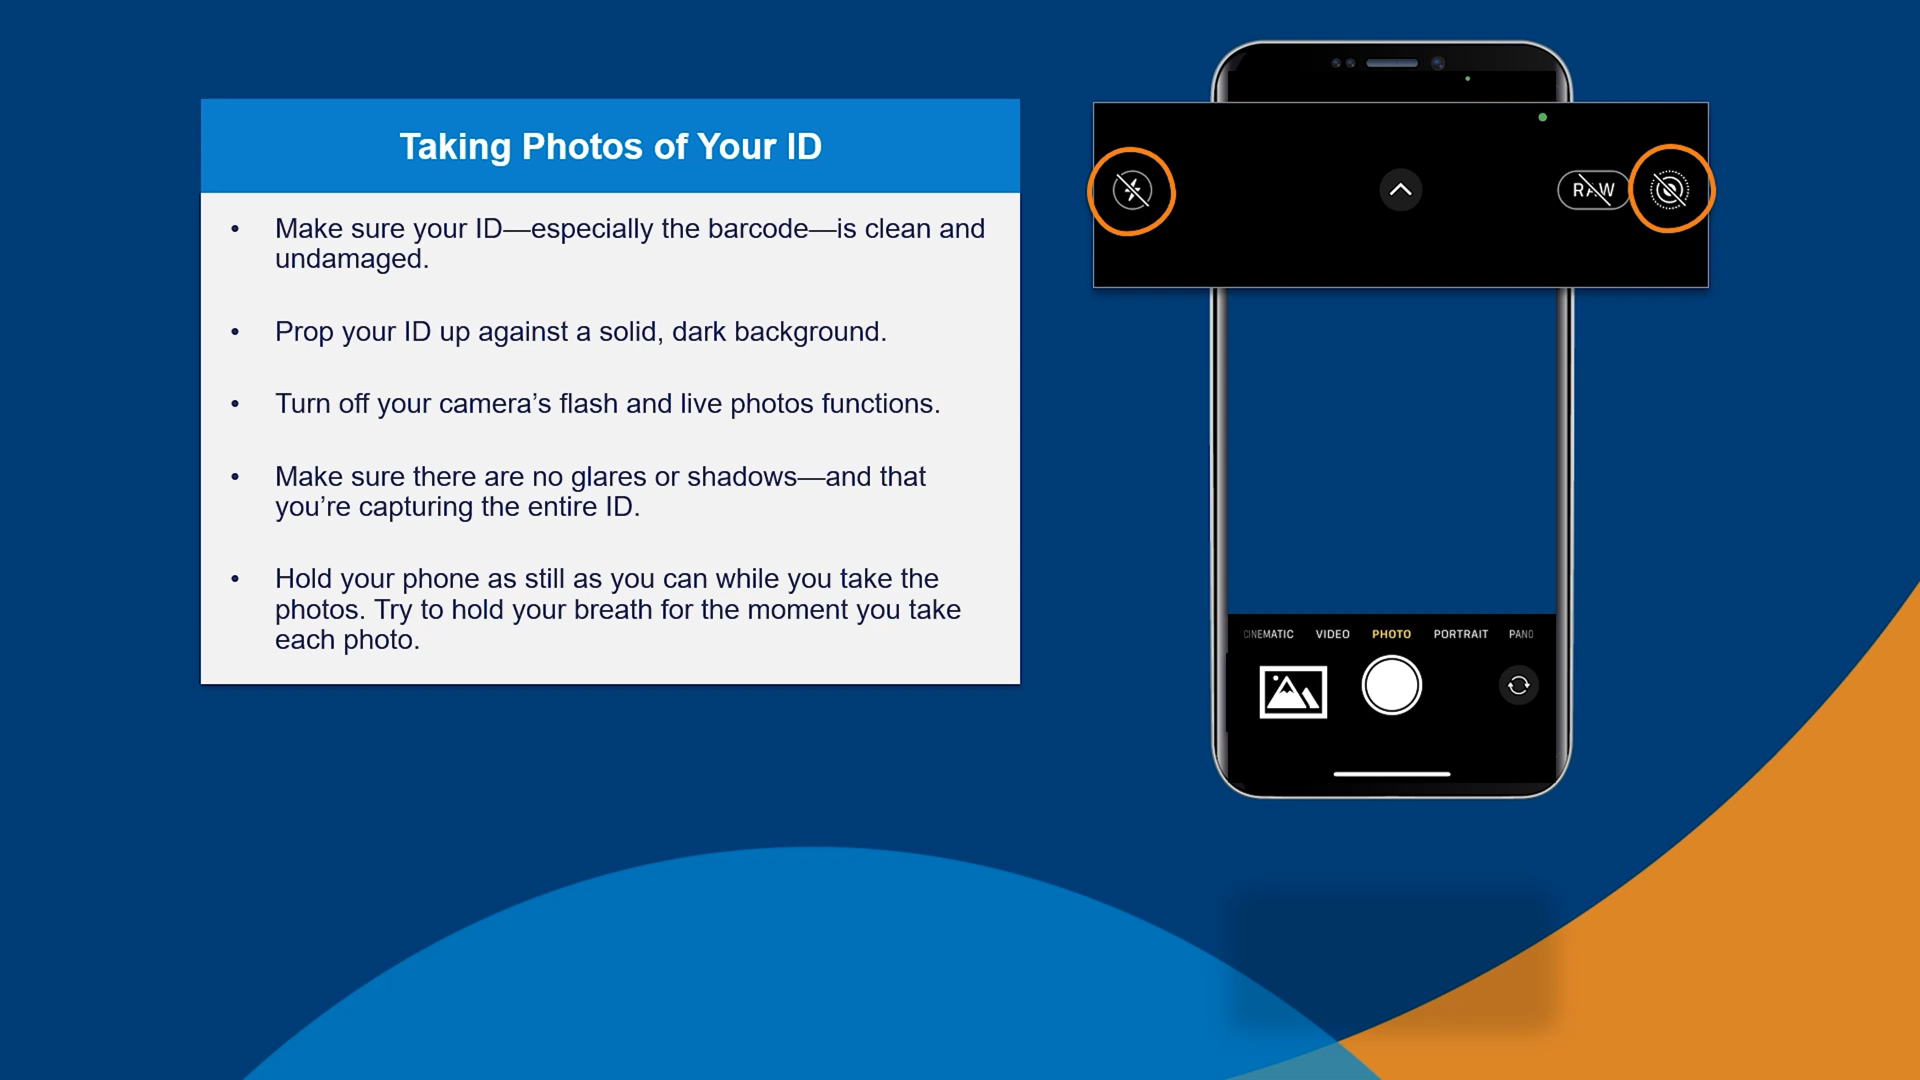 Taking Photos of Your ID
• Make sure your ID—especially the barcode—is clean and
undamaged.
• Prop your ID up against a solid, dark background.
• Turn off your camera’s flash and live photos functions.
• Make sure there are no glares or shadows—and that
you’re capturing the entire ID.
• Hold your phone as still as you can while you take the
photos. Try to hold your breath for the moment you take
each photo.
RAW
CINEMATIC VIDEO PHOTO PORTRAIT PANO